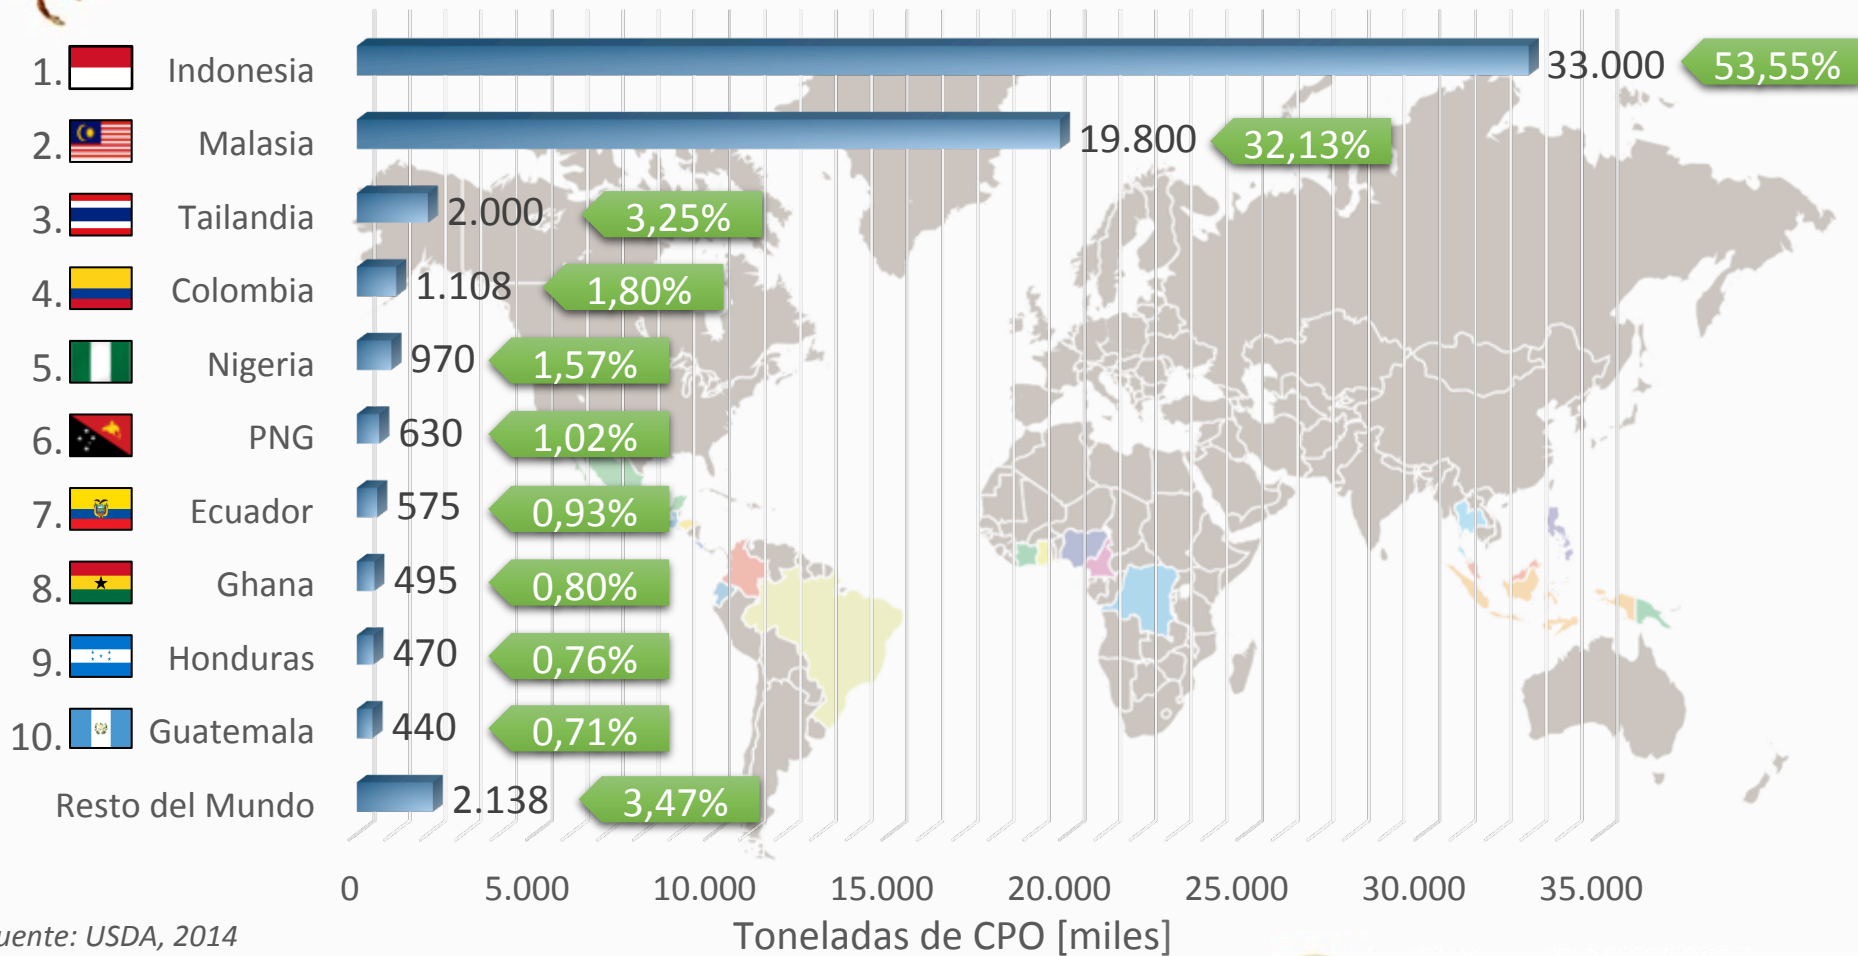 1. Indonesia 33.000 53,55%
2. Malasia 19.800 32,13%
3. Tailandia 2.000 3,25%
4. Colombia 1.108 1,80%
5. Nigeria 970 1,57%
6. PNG 630 1,02%
7. Ecuador 575 0,93%
8. Ghana 495 0,80%
9. Honduras 470 0,76%
10. Guatemala 440 0,71%
Resto del Mundo 2.138 3,47%
0 5.000 10.000 15.000 20.000 25.000 30.000 35.000
Toneladas de CPO [miles]
uente: USDA, 2014